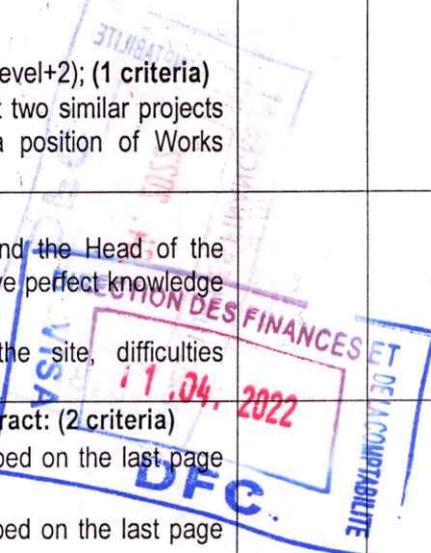 evel+2); (1 criteria)
two similar projects
a position of Works
nd the Head of the
ve perfect knowledge
the site, difficulties
ract: (2 criteria)
bed on the last page
bed on the last page
ECTION DES FINANCES ET
DE LA COMPTABILITE
VISA
11.04.2022
DFC